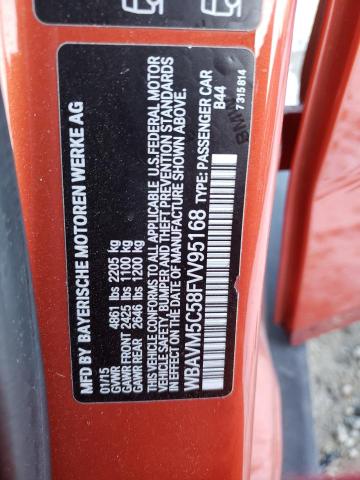 MFD BY BAYERISCHE MOTOREN WERKE AG
01/15
GVWR 4861 lbs 2205 kg
GAWR FRONT 2425 lbs 1100 kg
GAWR REAR 2646 lbs 1200 kg
THIS VEHICLE CONFORMS TO ALL APPLICABLE U.S.FEDERAL MOTOR
VEHICLE SAFETY, BUMPER, AND THEFT PREVENTION STANDARDS
IN EFFECT ON THE DATE OF MANUFACTURE SHOWN ABOVE.
WBAVM5C58FVV95168 TYPE: PASSENGER CAR
B44
BMW
7315814